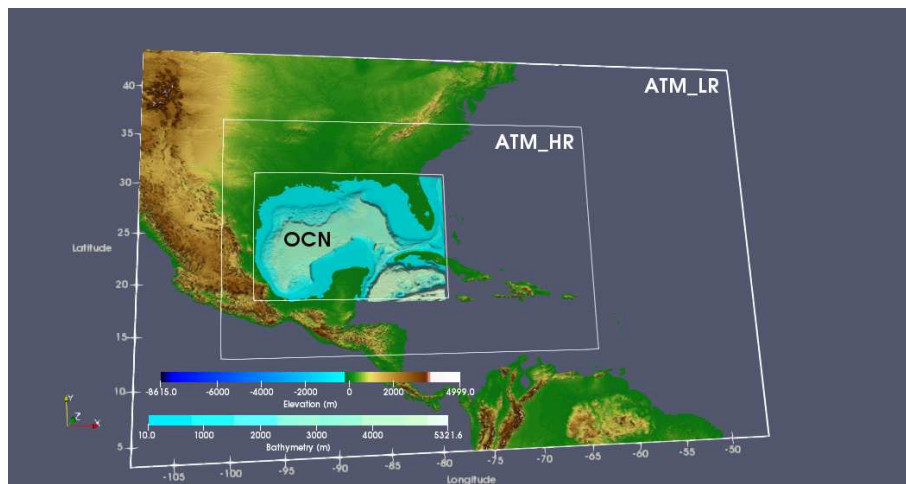 ATM_LR
ATM_HR
OCN
Latitude
40
35
30
25
20
15
10
5
-8615.0 -6000 -4000 -2000 0 2000 4999.0
Elevation (m)
10.0 1000 2000 3000 4000 5321.6
Bathymetry (m)
Y
Z
X
-105 -100 -95 -90 -85 -80 -75 -70 -65 -60 -55 -50
Longitude